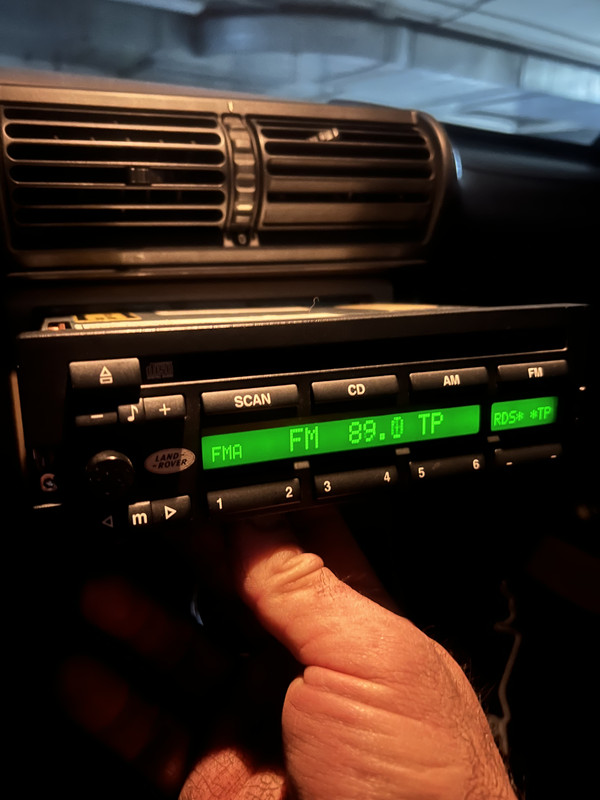 SCAN
CD
AM
FM
- +
LAND-
-ROVER
FMA FM 89.0 TP
RDS* *TP
1 2 3 4 5 6
m